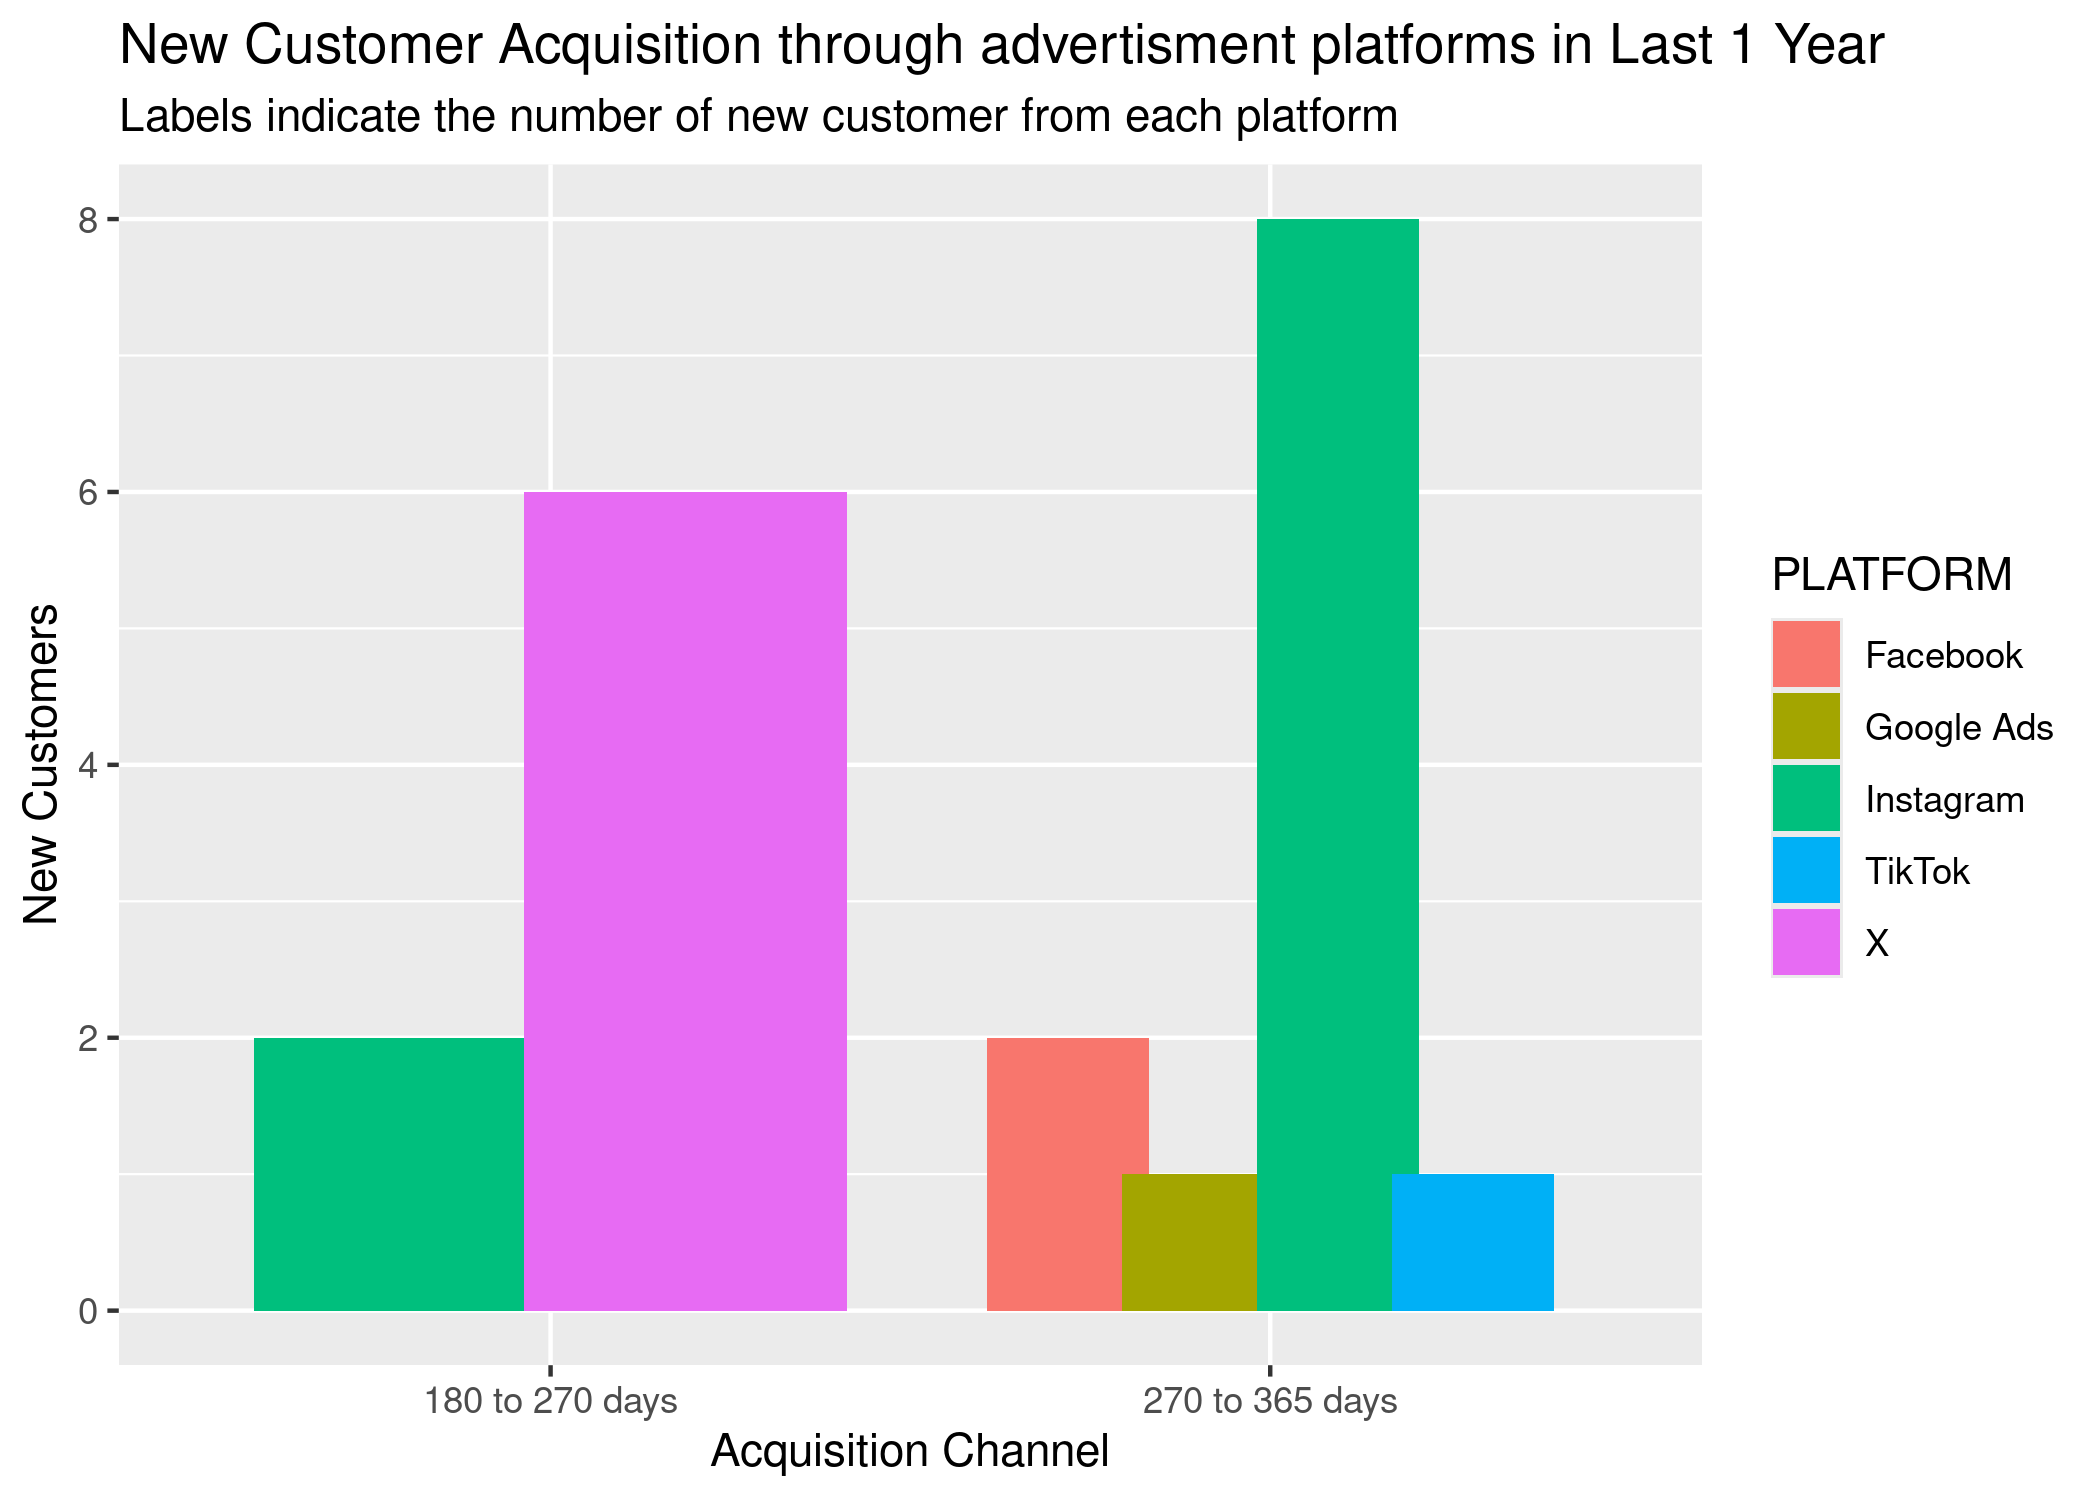 New Customer Acquisition through advertisment platforms in Last 1 Year
Labels indicate the number of new customer from each platform
New Customers
8
6
4
2
0
180 to 270 days
270 to 365 days
Acquisition Channel
PLATFORM
Facebook
Google Ads
Instagram
TikTok
X